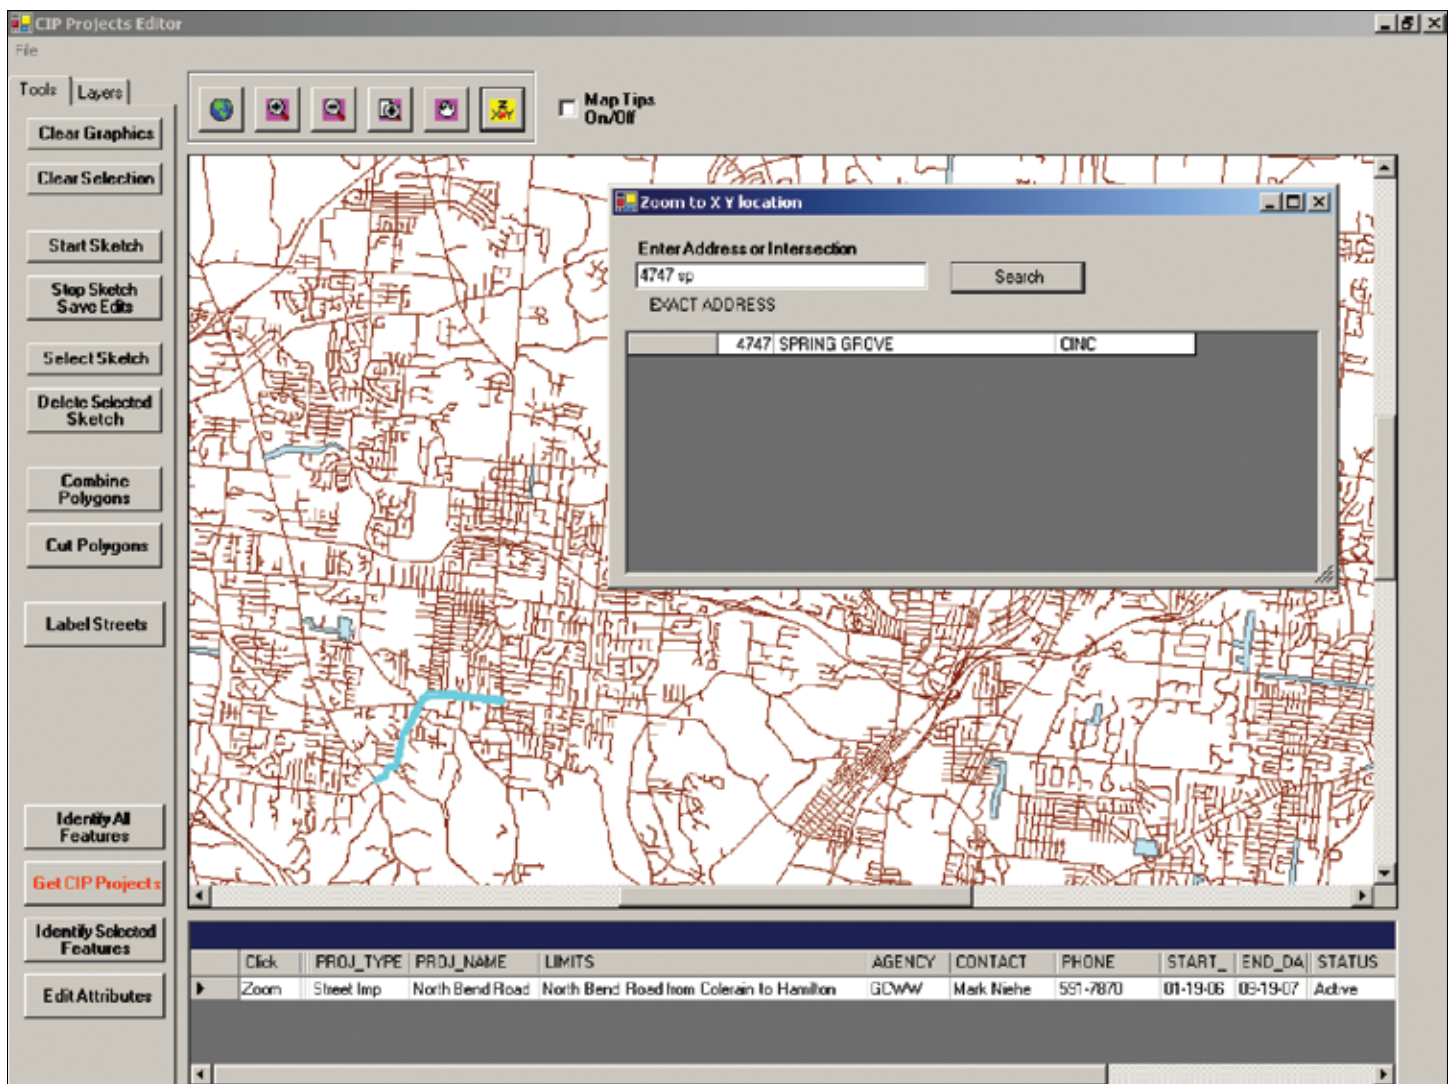 CIP Projects Editor
File
Tools
Layers
Map Tips
On/Off
Clear Graphics
Clear Selection
Start Sketch
Stop Sketch
Save Edits
Select Sketch
Delete Selected
Sketch
Combine
Polygons
Cut Polygons
Label Streets
Identify All
Features
Get CIP Projects
Identify Selected
Features
Edit Attributes
Zoom to X Y location
Enter Address or Intersection
4747 sp
Search
EXACT ADDRESS
4747 SPRING GROVE CINC
Click PROJ_TYPE PROJ_NAME LIMITS AGENCY CONTACT PHONE START_ END_DA STATUS
Zoom Street Imp North Bend Road North Bend Road from Colerain to Hamilton GCWW Mark Niehe 591-7870 01-19-06 09-19-07 Active